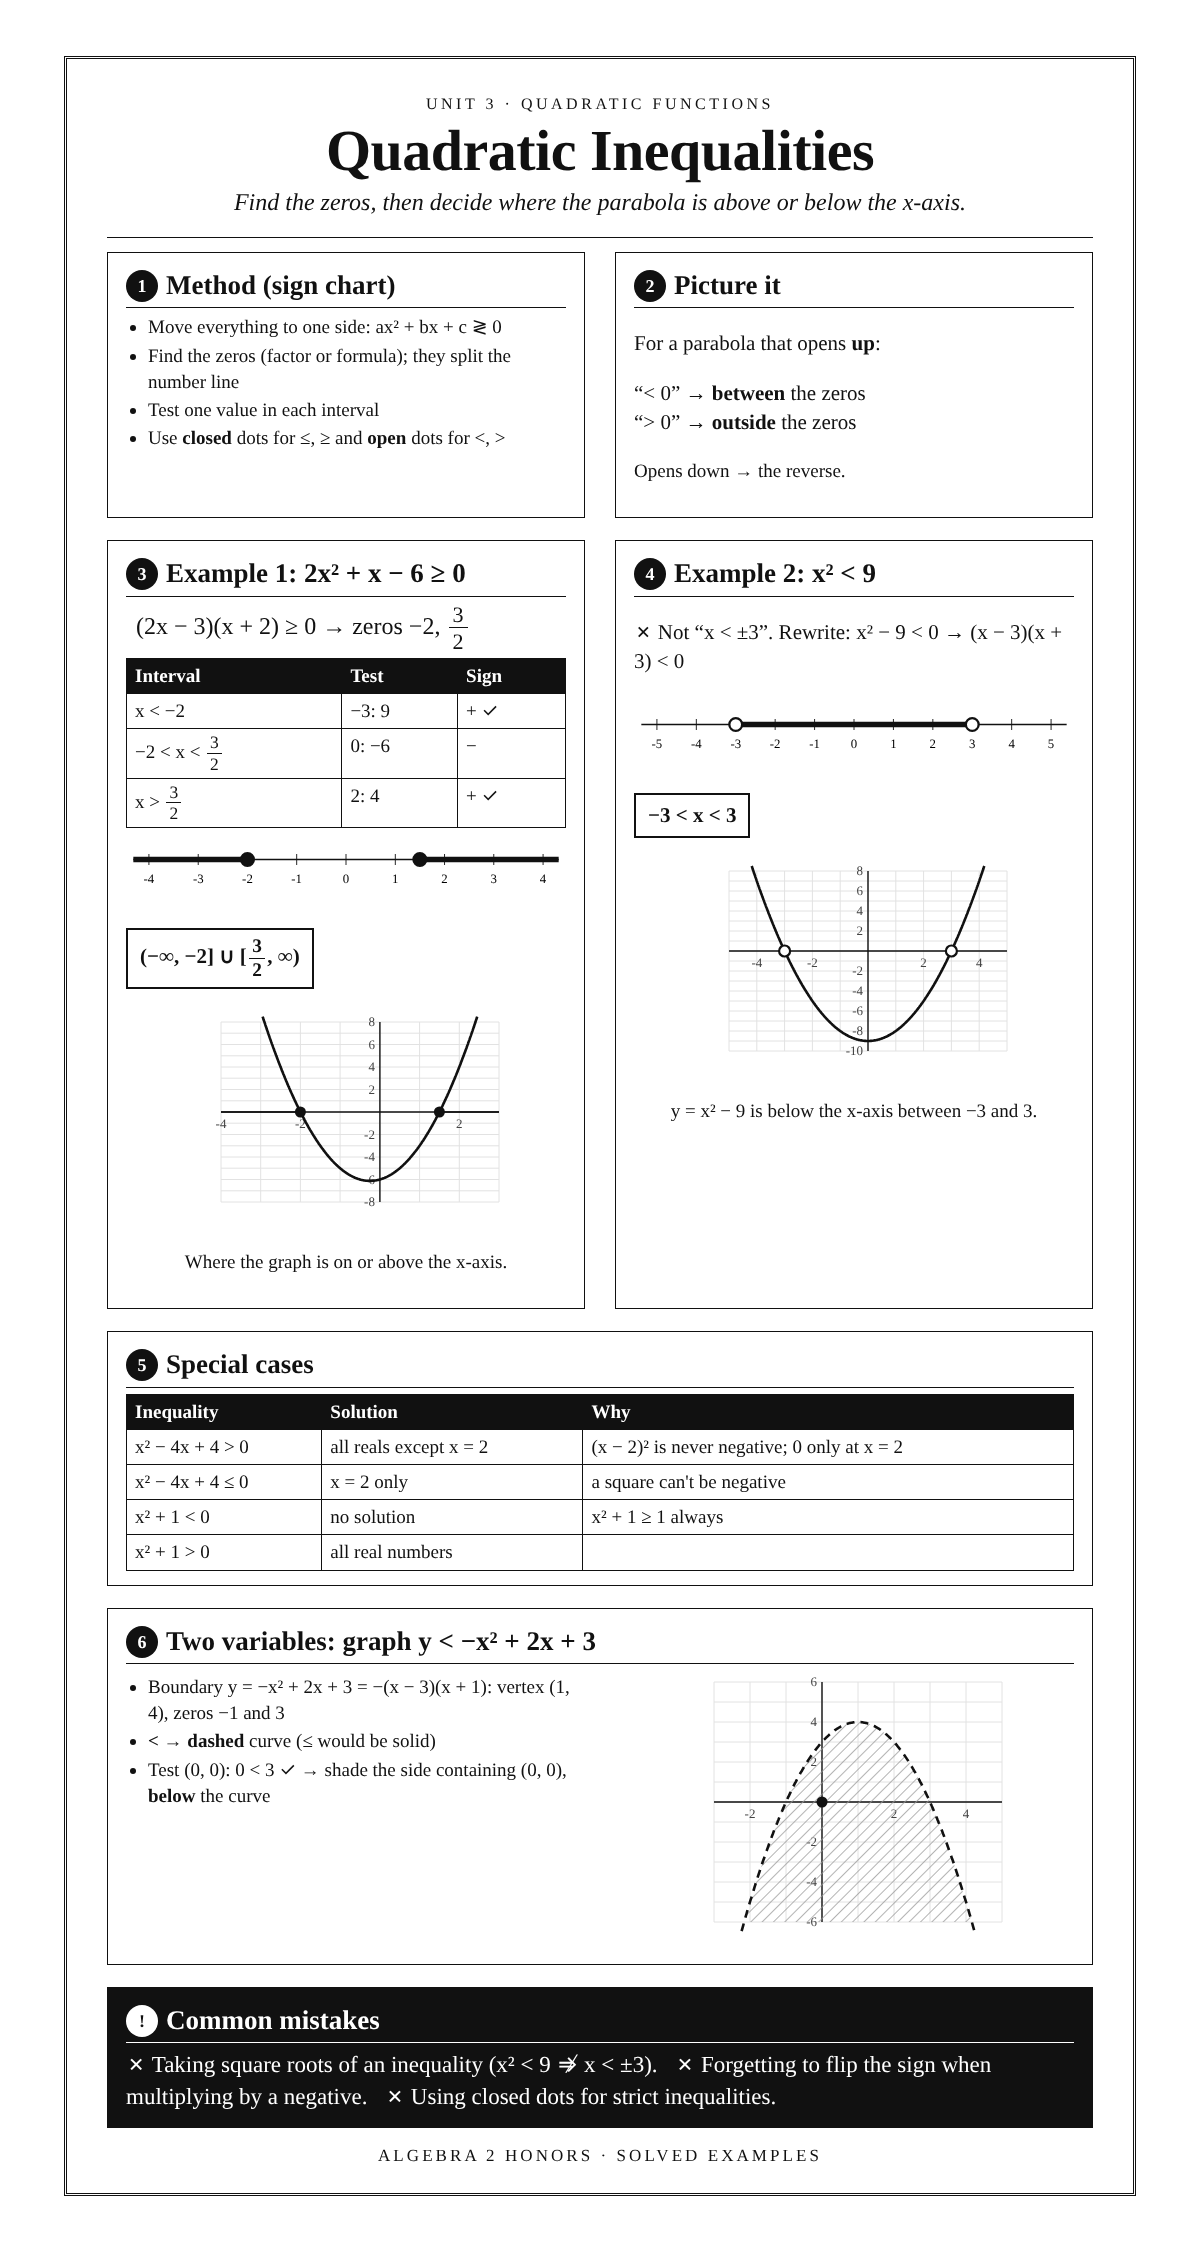 UNIT 3 · QUADRATIC FUNCTIONS
Quadratic Inequalities
Find the zeros, then decide where the parabola is above or below the x-axis.
1 Method (sign chart)
• Move everything to one side: ax² + bx + c ≷ 0
• Find the zeros (factor or formula); they split the
number line
• Test one value in each interval
• Use closed dots for ≤, ≥ and open dots for <, >
2 Picture it
For a parabola that opens up:
“< 0” → between the zeros
“> 0” → outside the zeros
Opens down → the reverse.
3 Example 1: 2x² + x − 6 ≥ 0
(2x − 3)(x + 2) ≥ 0 → zeros −2, 3/2
Interval Test Sign
x < −2 −3: 9 + ✓
−2 < x < 3/2 0: −6 −
x > 3/2 2: 4 + ✓
-4 -3 -2 -1 0 1 2 3 4
(−∞, −2] ∪ [3/2, ∞)
8
6
4
2
-4 -2 2
-2
-4
-6
-8
Where the graph is on or above the x-axis.
4 Example 2: x² < 9
✕ Not “x < ±3”. Rewrite: x² − 9 < 0 → (x − 3)(x +
3) < 0
-5 -4 -3 -2 -1 0 1 2 3 4 5
−3 < x < 3
8
6
4
2
-4 -2 2 4
-2
-4
-6
-8
-10
y = x² − 9 is below the x-axis between −3 and 3.
5 Special cases
Inequality Solution Why
x² − 4x + 4 > 0 all reals except x = 2 (x − 2)² is never negative; 0 only at x = 2
x² − 4x + 4 ≤ 0 x = 2 only a square can't be negative
x² + 1 < 0 no solution x² + 1 ≥ 1 always
x² + 1 > 0 all real numbers
6 Two variables: graph y < −x² + 2x + 3
• Boundary y = −x² + 2x + 3 = −(x − 3)(x + 1): vertex (1,
4), zeros −1 and 3
• < → dashed curve (≤ would be solid)
• Test (0, 0): 0 < 3 ✓ → shade the side containing (0, 0),
below the curve
6
4
2
-2 2 4
-2
-4
-6
! Common mistakes
✕ Taking square roots of an inequality (x² < 9 ⇏ x < ±3). ✕ Forgetting to flip the sign when
multiplying by a negative. ✕ Using closed dots for strict inequalities.
ALGEBRA 2 HONORS · SOLVED EXAMPLES